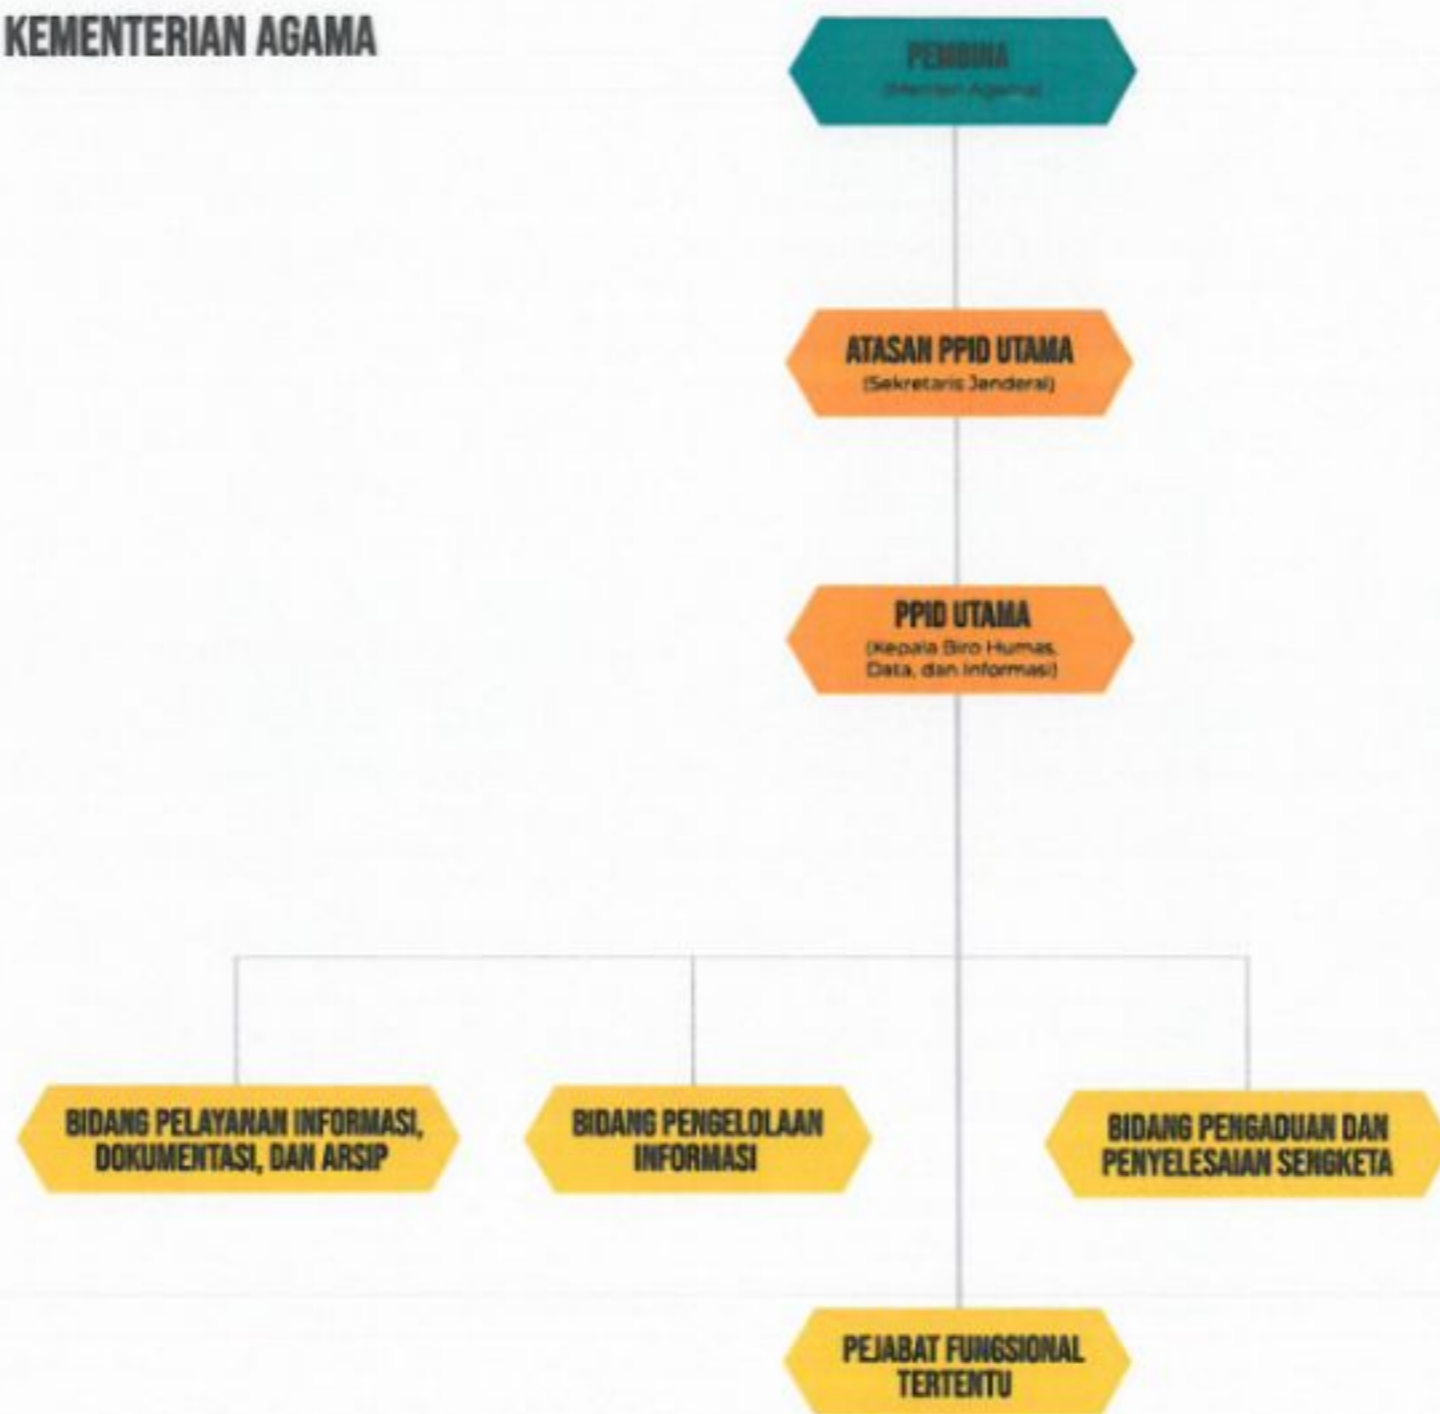 KEMENTERIAN AGAMA
PEMBINA
(Menteri Agama)
ATASAN PPID UTAMA
(Sekretaris Jenderal)
PPID UTAMA
(Kepala Biro Humas,
Data, dan Informasi)
BIDANG PELAYANAN INFORMASI,
DOKUMENTASI, DAN ARSIP
BIDANG PENGELOLAAN
INFORMASI
BIDANG PENGADUAN DAN
PENYELESAIAN SENGKETA
PEJABAT FUNGSIONAL
TERTENTU